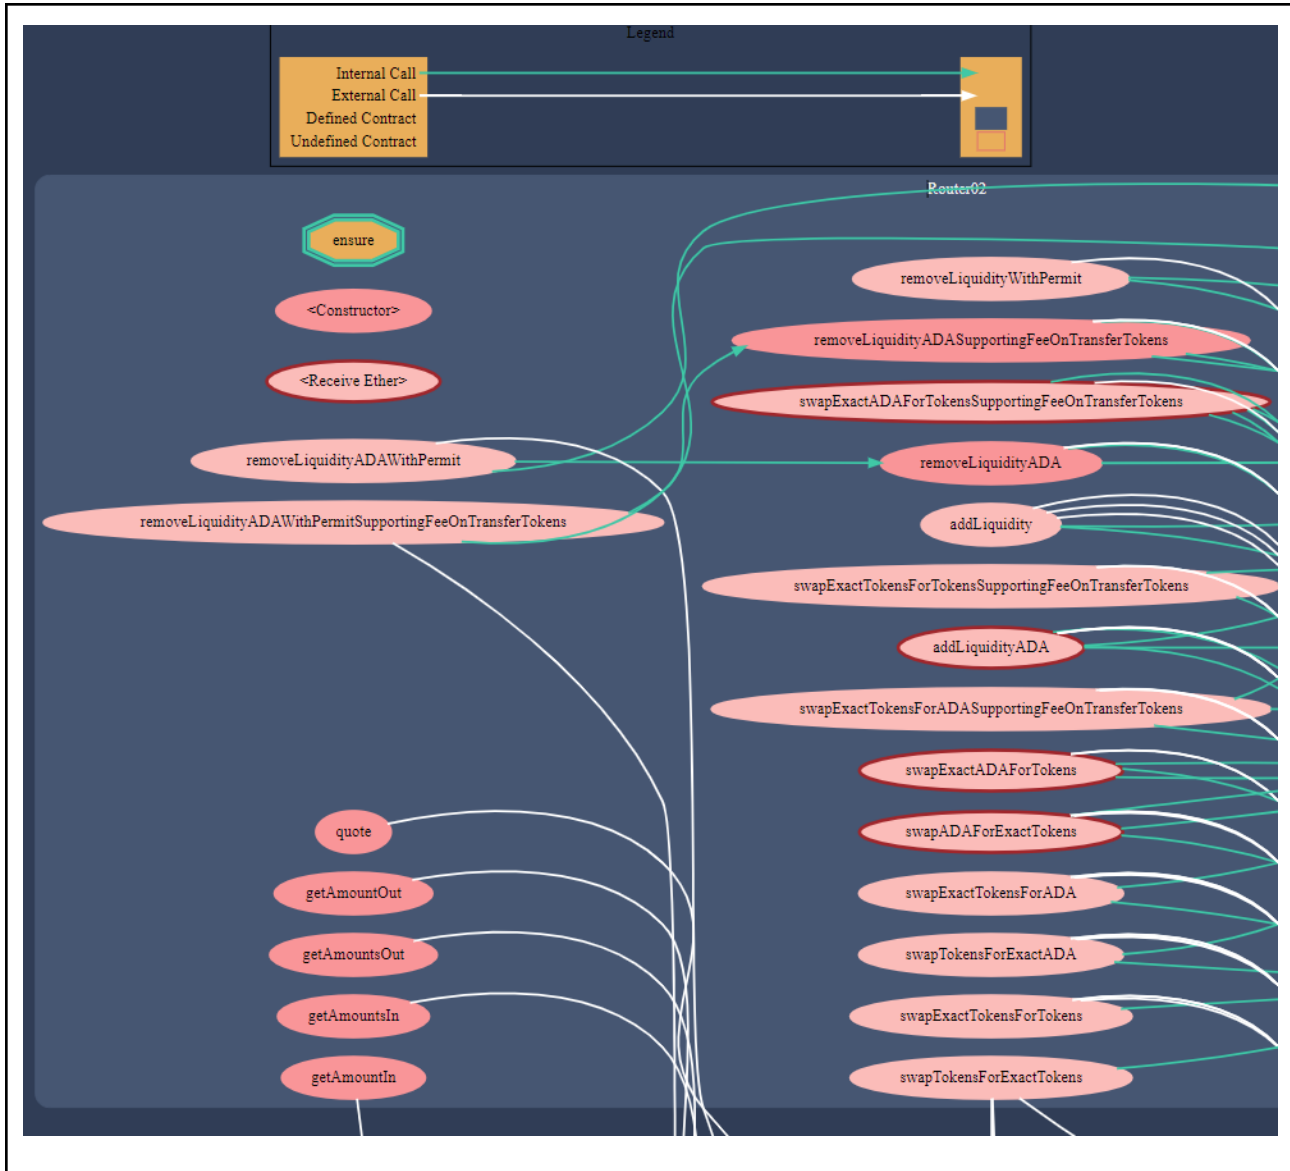 Legend
Internal Call
External Call
Defined Contract
Undefined Contract
Router02
ensure
<Constructor>
<Receive Ether>
removeLiquidityADAWithPermit
removeLiquidityADAWithPermitSupportingFeeOnTransferTokens
quote
getAmountOut
getAmountsOut
getAmountsIn
getAmountIn
removeLiquidityWithPermit
removeLiquidityADASupportingFeeOnTransferTokens
swapExactADAForTokensSupportingFeeOnTransferTokens
removeLiquidityADA
addLiquidity
swapExactTokensForTokensSupportingFeeOnTransferTokens
addLiquidityADA
swapExactTokensForADASupportingFeeOnTransferTokens
swapExactADAForTokens
swapADAForExactTokens
swapExactTokensForADA
swapTokensForExactADA
swapExactTokensForTokens
swapTokensForExactTokens